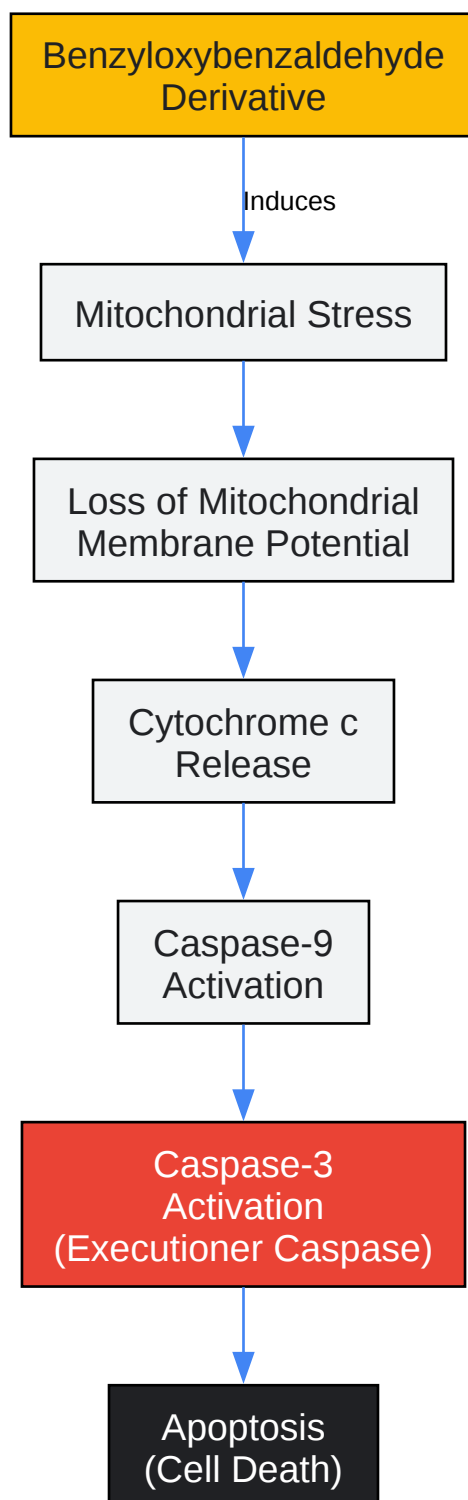 Benzyloxybenzaldehyde
Derivative
Induces
Mitochondrial Stress
Loss of Mitochondrial
Membrane Potential
Cytochrome c
Release
Caspase-9
Activation
Caspase-3
Activation
(Executioner Caspase)
Apoptosis
(Cell Death)